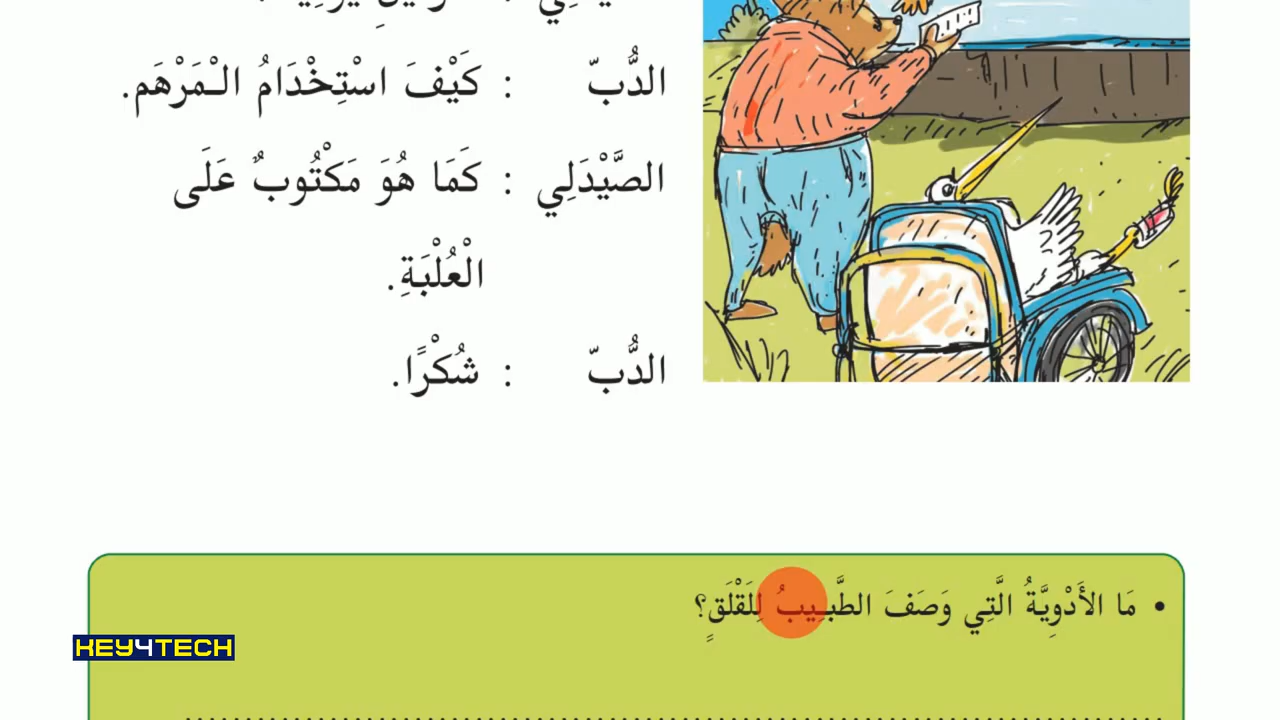 الدُّبّ : كَيْفَ اسْتِخْدَامُ الْمَرْهَم.
الصَّيْدَلِي : كَمَا هُوَ مَكْتُوبٌ عَلَى
الْعُلْبَةِ.
الدُّبّ : شُكْرًا.
• مَا الأَدْوِيَّةُ الَّتِي وَصَفَ الطَّبِيبُ لِلَقْلَقٍ؟
KEY4TECH